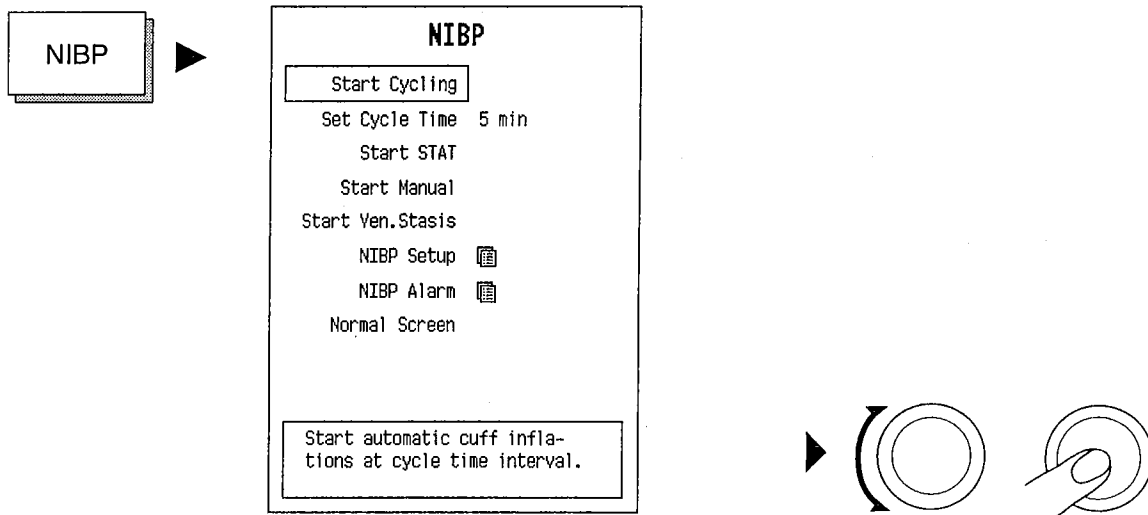 NIBP
NIBP
Start Cycling
Set Cycle Time 5 min
Start STAT
Start Manual
Start Ven.Stasis
NIBP Setup
NIBP Alarm
Normal Screen
Start automatic cuff infla-
tions at cycle time interval.